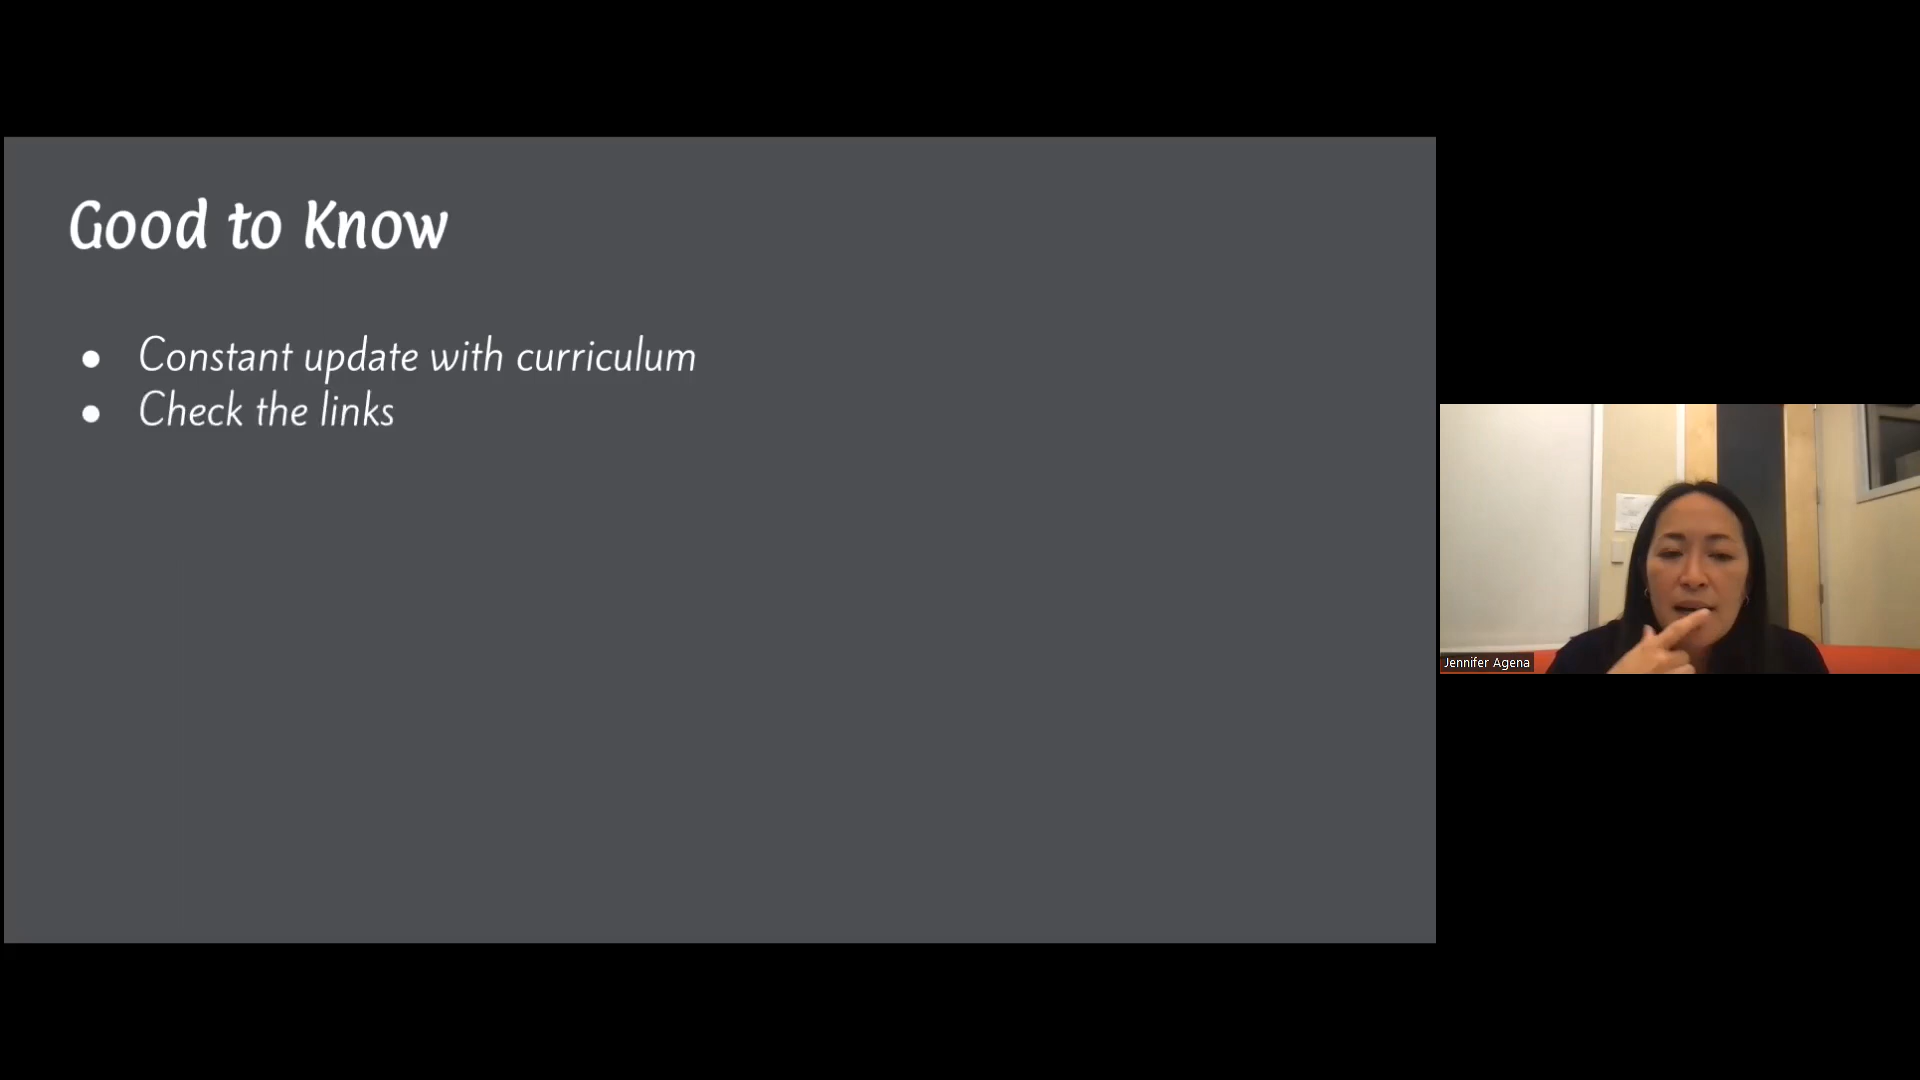 Good to Know
● Constant update with curriculum
● Check the links
Jennifer Agena